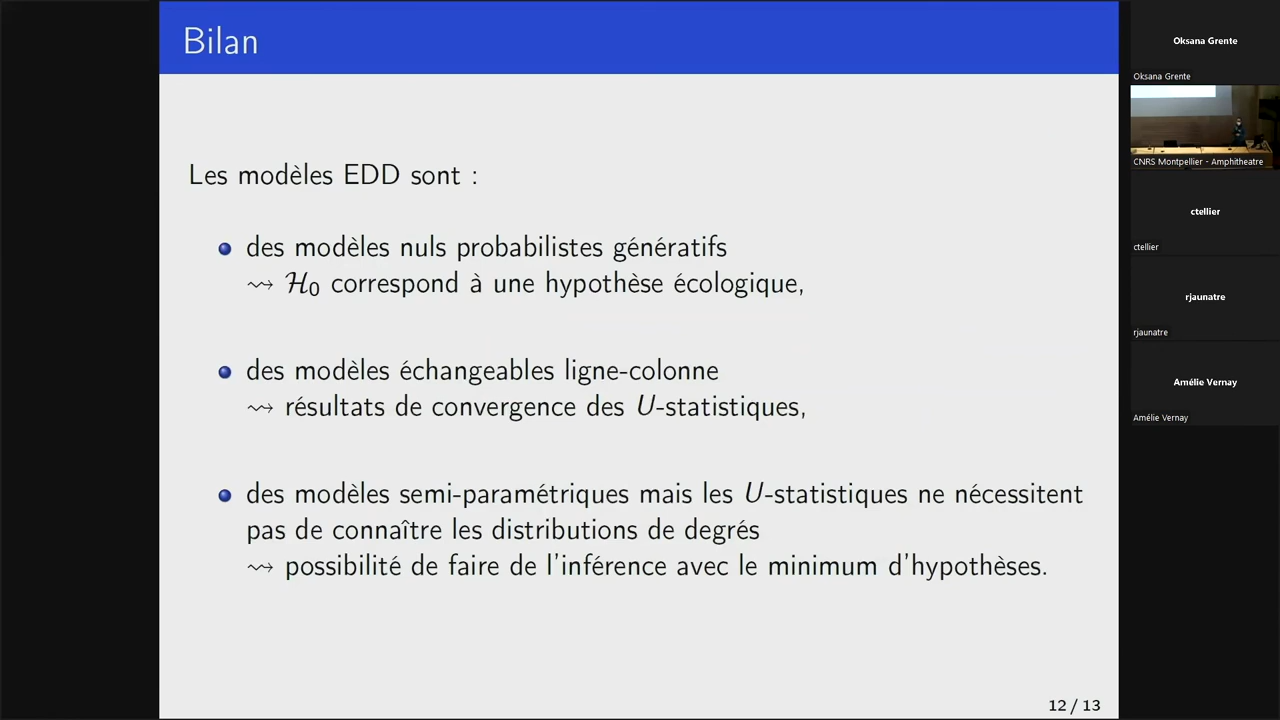 Bilan
Les modèles EDD sont :
des modèles nuls probabilistes génératifs
⇝ H₀ correspond à une hypothèse écologique,
des modèles échangeables ligne-colonne
⇝ résultats de convergence des U-statistiques,
des modèles semi-paramétriques mais les U-statistiques ne nécessitent
pas de connaître les distributions de degrés
⇝ possibilité de faire de l'inférence avec le minimum d'hypothèses.
12 / 13
Oksana Grente
Oksana Grente
CNRS Montpellier - Amphitheatre
ctellier
ctellier
rjaunatre
rjaunatre
Amélie Vernay
Amélie Vernay